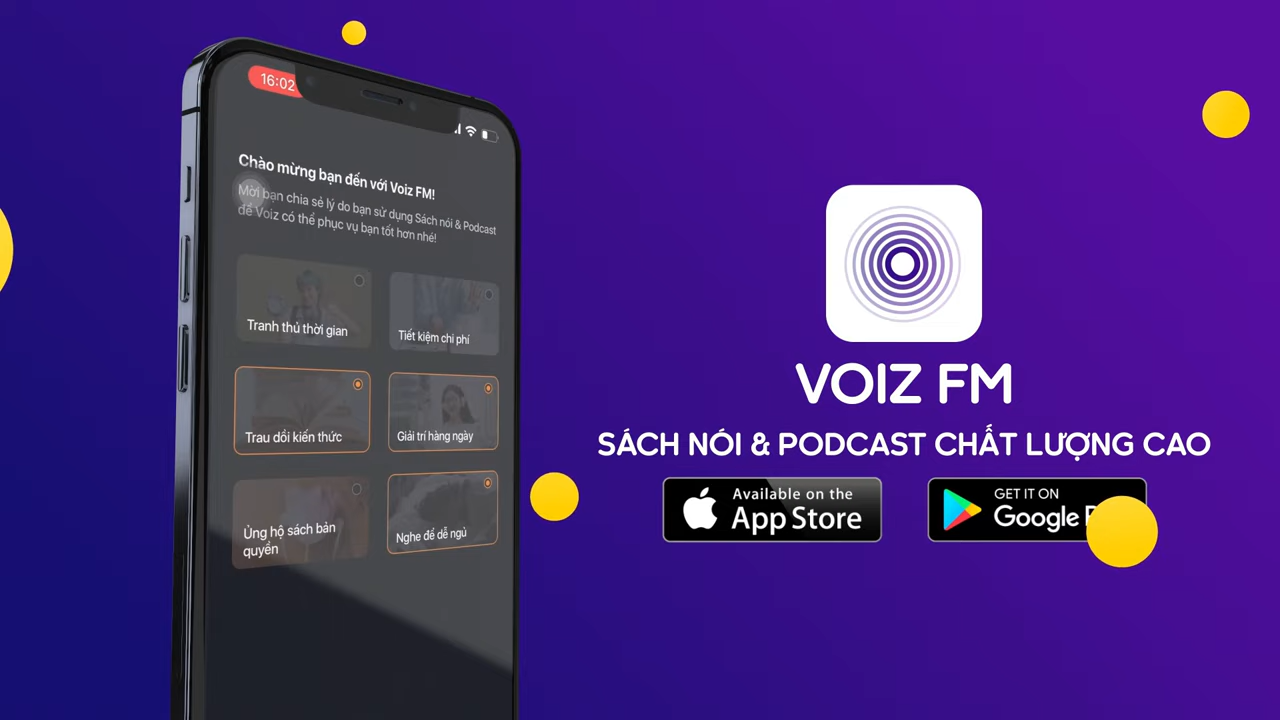 16:02
Chào mừng bạn đến với Voiz FM!
Mời bạn chia sẻ lý do bạn sử dụng Sách nói & Podcast
để Voiz có thể phục vụ bạn tốt hơn nhé!
Tranh thủ thời gian
Tiết kiệm chi phí
Trau dồi kiến thức
Giải trí hàng ngày
Ủng hộ sách bản
quyền
Nghe để dễ ngủ
VOIZ FM
SÁCH NÓI & PODCAST CHẤT LƯỢNG CAO
Available on the
App Store
GET IT ON
Google